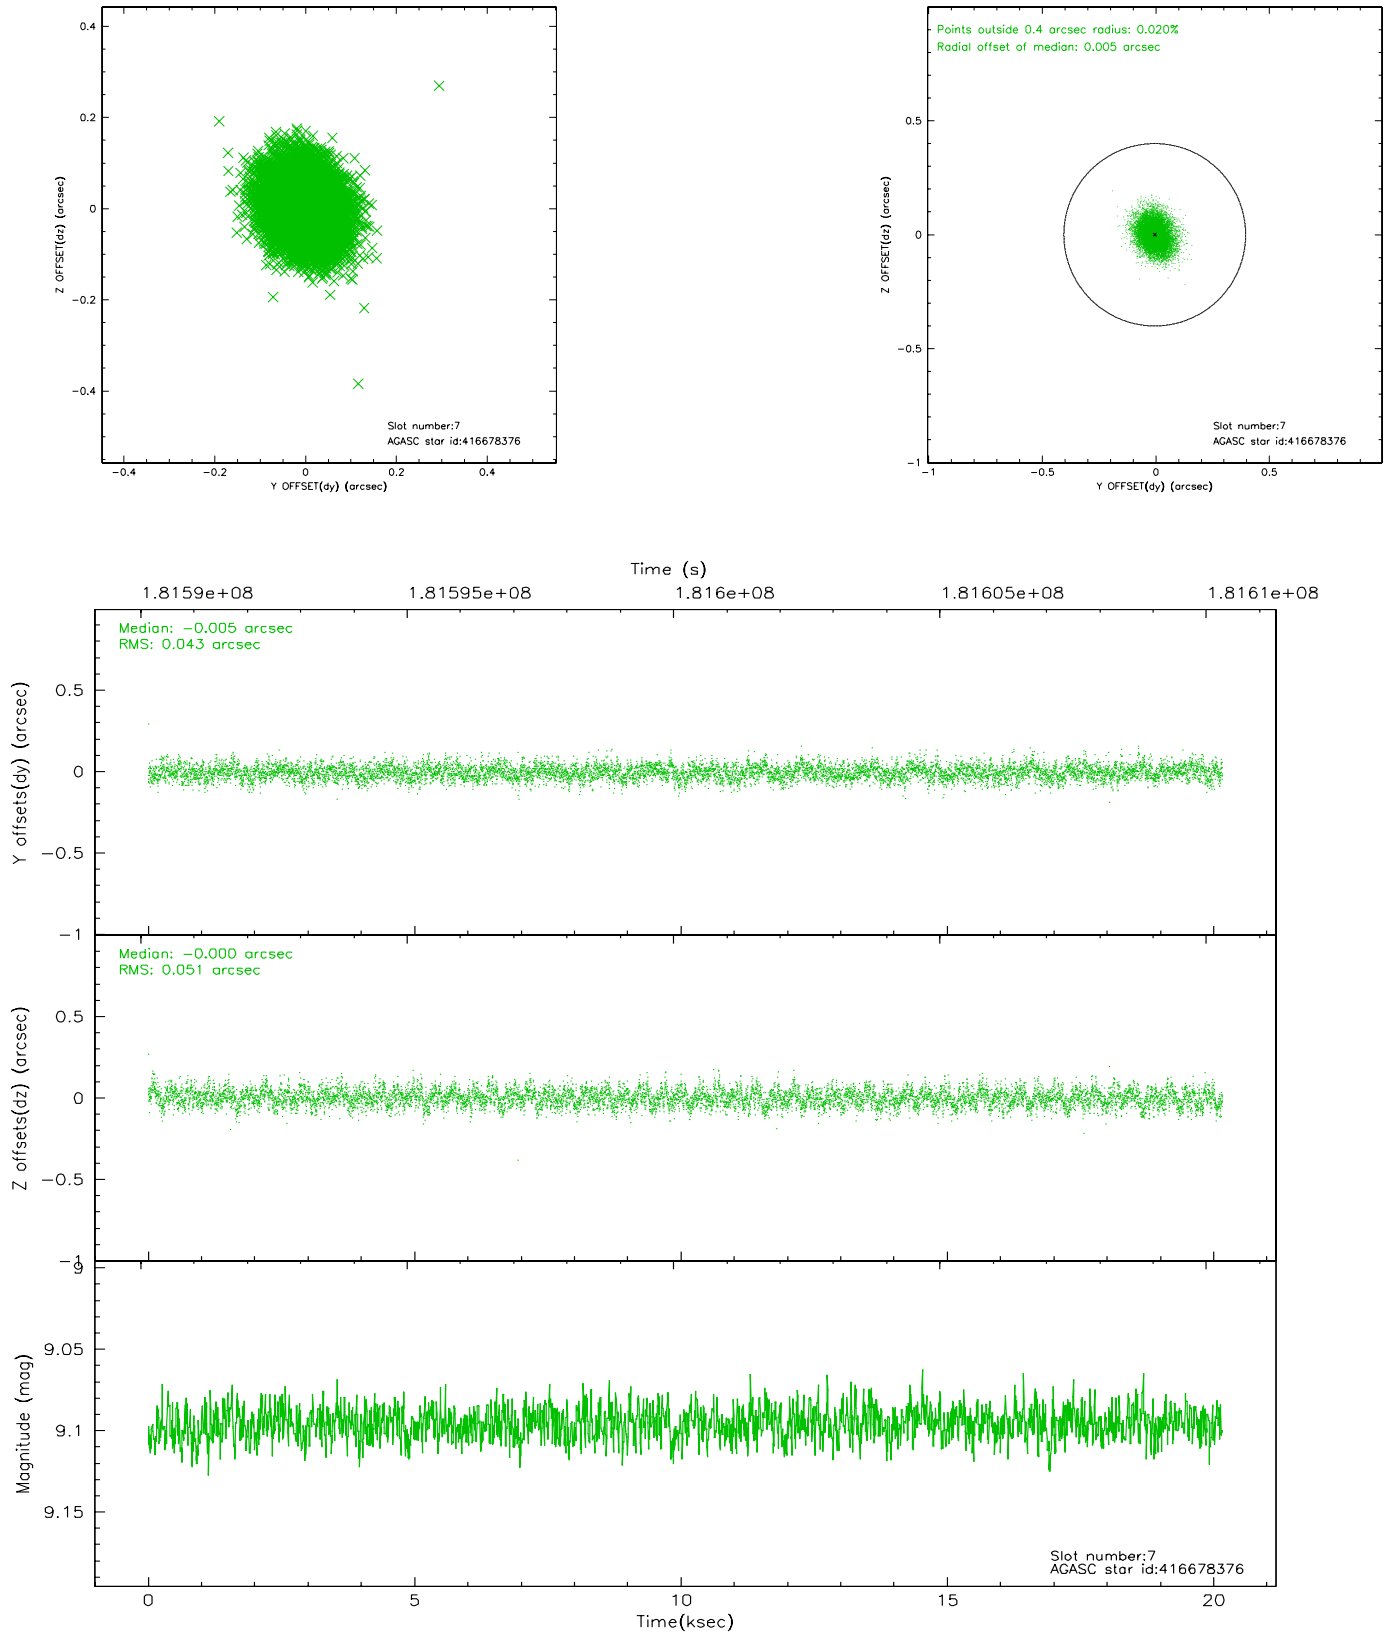 0.4
0.2
0
-0.2
-0.4
Z OFFSET(dz) (arcsec)
Slot number:7
AGASC star id:416678376
-0.4 -0.2 0 0.2 0.4
Y OFFSET(dy) (arcsec)
Points outside 0.4 arcsec radius: 0.020%
Radial offset of median: 0.005 arcsec
0.5
0
-0.5
-1
Z OFFSET(dz) (arcsec)
Slot number:7
AGASC star id:416678376
-1 -0.5 0 0.5
Y OFFSET(dy) (arcsec)
Time (s)
1.8159e+08 1.81595e+08 1.816e+08 1.81605e+08 1.8161e+08
Median: -0.005 arcsec
RMS: 0.043 arcsec
0.5
0
-0.5
-1
Y offsets(dy) (arcsec)
Median: -0.000 arcsec
RMS: 0.051 arcsec
0.5
0
-0.5
-1
Z offsets(dz) (arcsec)
9
9.05
9.1
9.15
Magnitude (mag)
Slot number:7
AGASC star id:416678376
0 5 10 15 20
Time(ksec)